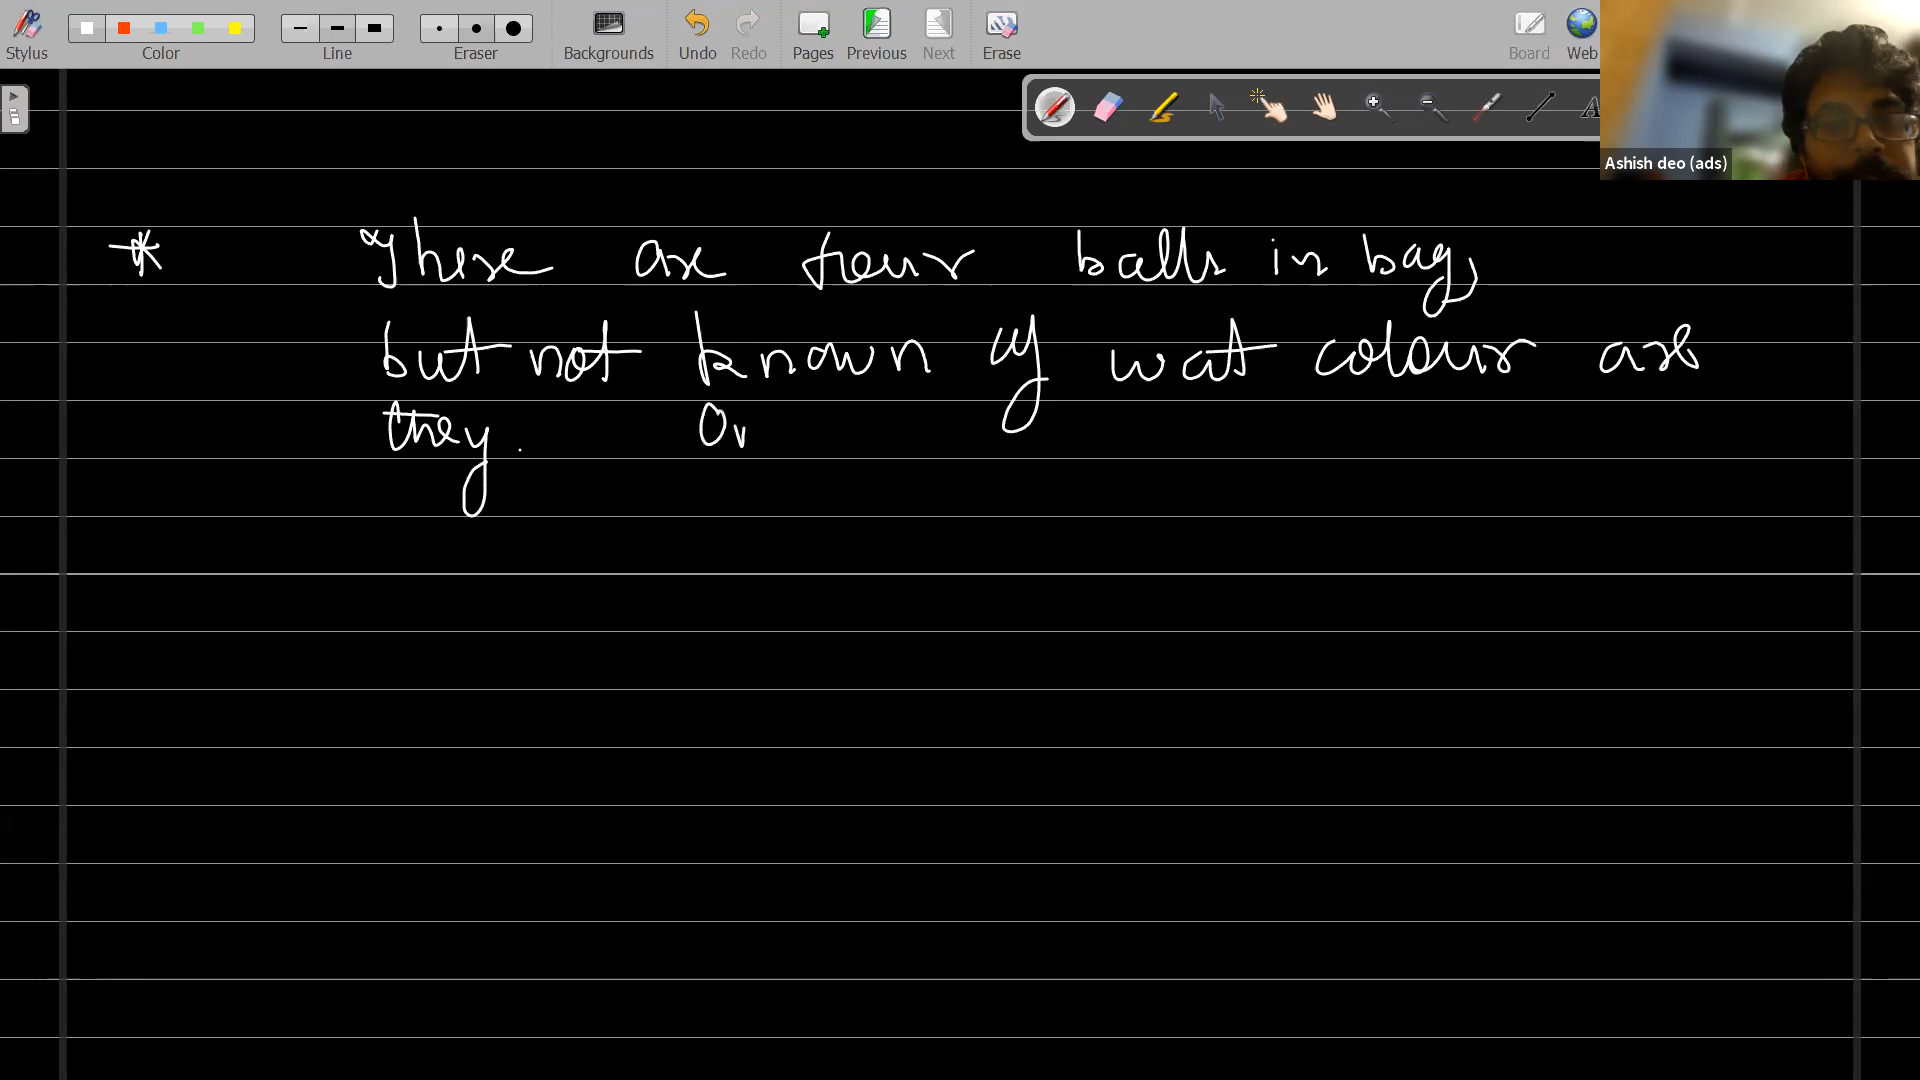 Stylus Color Line Eraser Backgrounds Undo Redo Pages Previous Next Erase Board Web
Ashish deo (ads)
* There are four balls in bag,
but not known of wat colour are
they. On